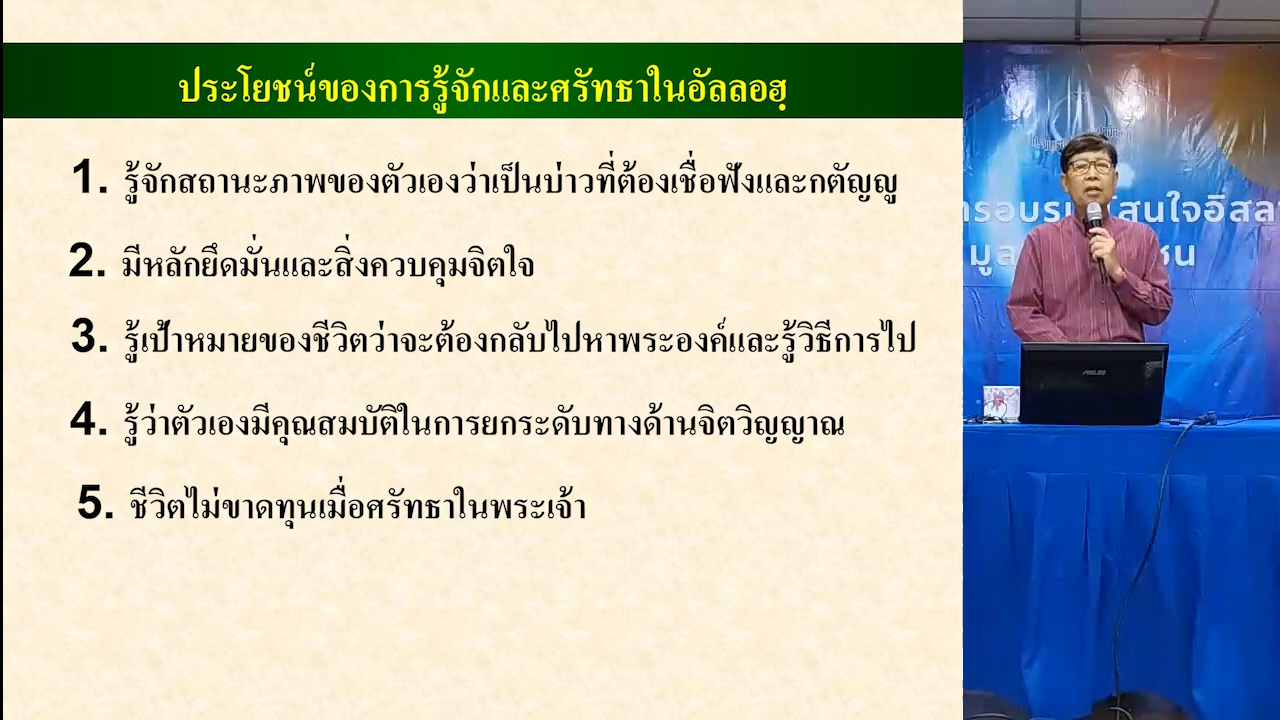 ประโยชน์ของการรู้จักและศรัทธาในอัลลอฮฺ
1. รู้จักสถานะภาพของตัวเองว่าเป็นบ่าวที่ต้องเชื่อฟังและกตัญญู
2. มีหลักยึดมั่นและสิ่งควบคุมจิตใจ
3. รู้เป้าหมายของชีวิตว่าจะต้องกลับไปหาพระองค์และรู้วิธีการไป
4. รู้ว่าตัวเองมีคุณสมบัติในการยกระดับทางด้านจิตวิญญาณ
5. ชีวิตไม่ขาดทุนเมื่อศรัทธาในพระเจ้า
ASUS